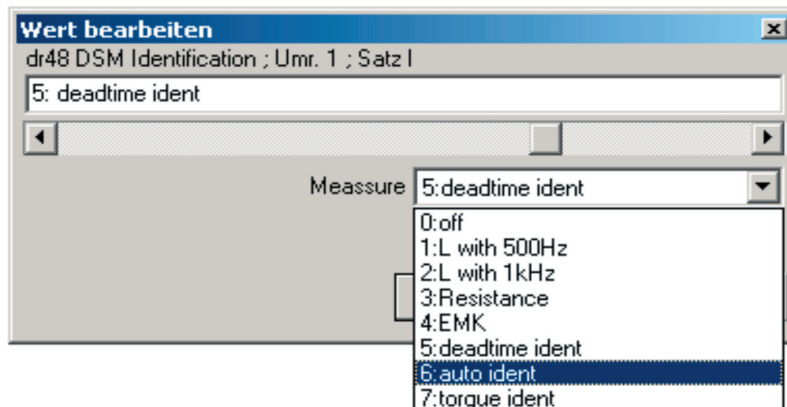 Wert bearbeiten
dr48 DSM Identification ; Umr. 1 ; Satz I
5: deadtime ident
Meassure 5:deadtime ident
0:off
1:L with 500Hz
2:L with 1kHz
3:Resistance
4:EMK
5:deadtime ident
6:auto ident
7:torque ident